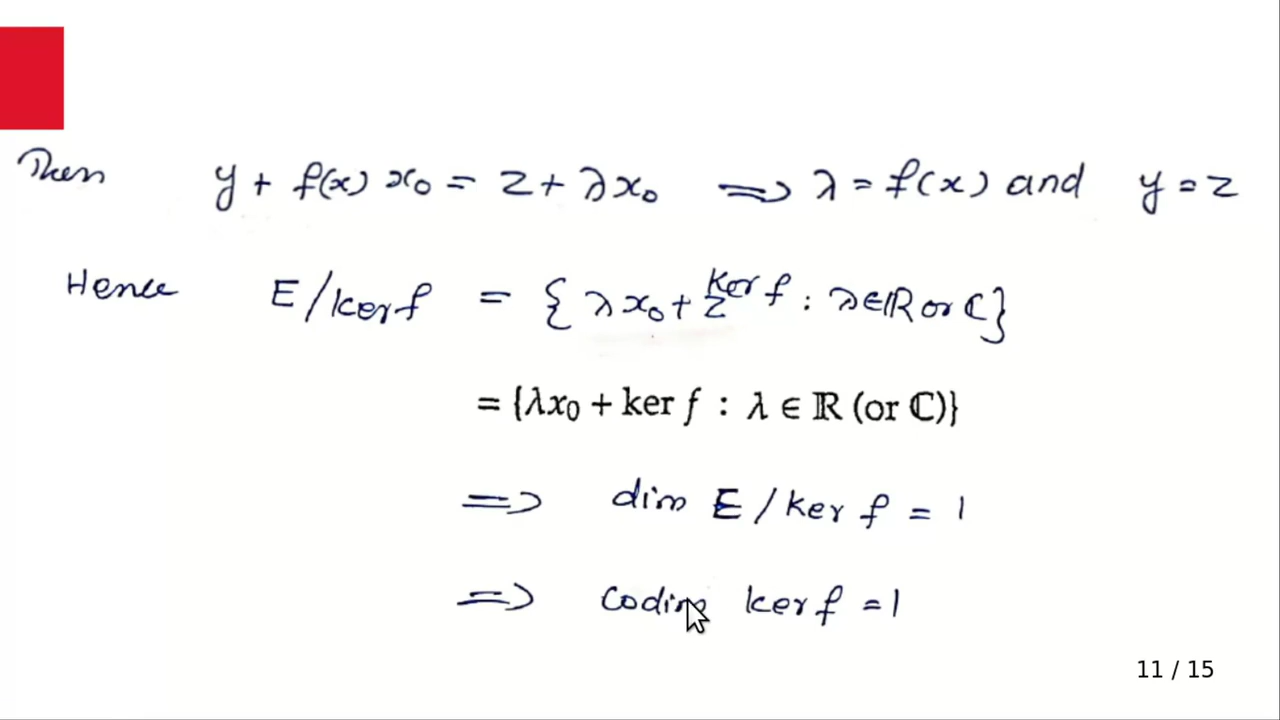 Then y + f(x) x₀ = z + λx₀ ⟹ λ = f(x) and y = z
Hence E/ker f = { λx₀ + z ker f : λ∈ℝ or ℂ}
= {λx₀ + ker f : λ ∈ ℝ (or ℂ)}
⟹ dim E / ker f = 1
⟹ Codim ker f = 1
11 / 15